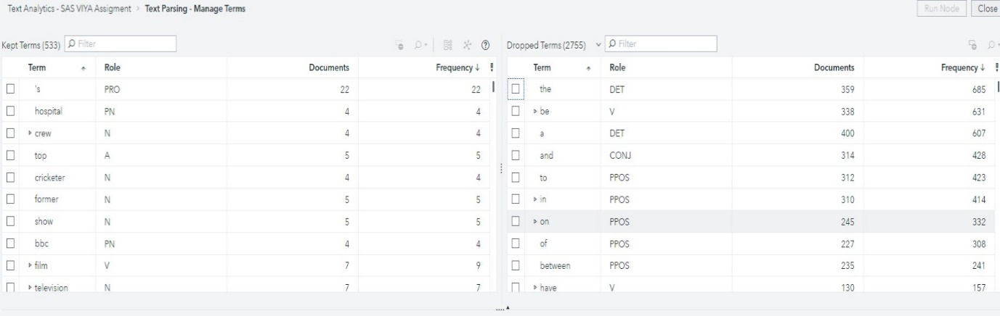 Text Analytics - SAS VIYA Assigment > Text Parsing - Manage Terms Run Node Close
Kept Terms (533) Filter Dropped Terms (2755) Filter
Term Role Documents Frequency Term Role Documents Frequency
's PRO 22 22 the DET 359 685
hospital PN 4 4 be V 338 631
crew N 4 4 a DET 400 607
top A 5 5 and CONJ 314 428
cricketer N 4 4 to PPOS 312 423
former N 5 5 in PPOS 310 414
show N 5 5 on PPOS 245 332
bbc PN 4 4 of PPOS 227 308
film V 7 9 between PPOS 235 241
television N 7 7 have V 130 157